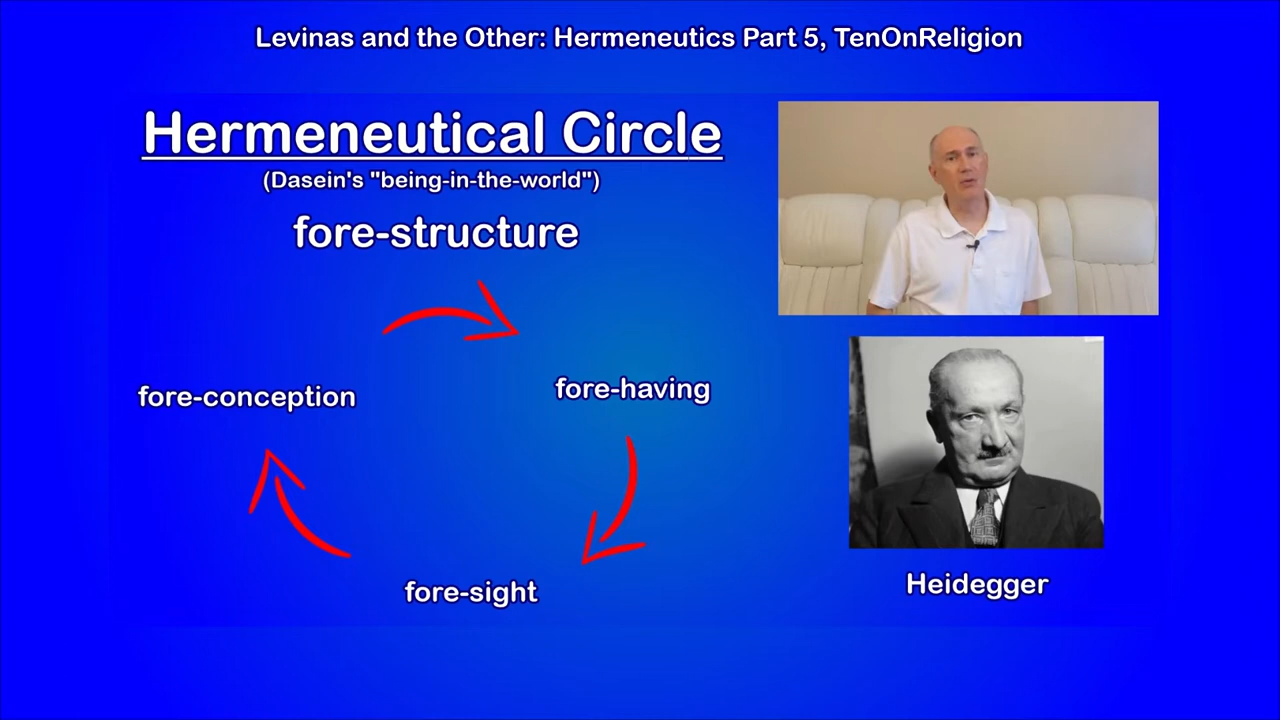 Levinas and the Other: Hermeneutics Part 5, TenOnReligion
Hermeneutical Circle
(Dasein's "being-in-the-world")
fore-structure
fore-conception
fore-having
fore-sight
Heidegger